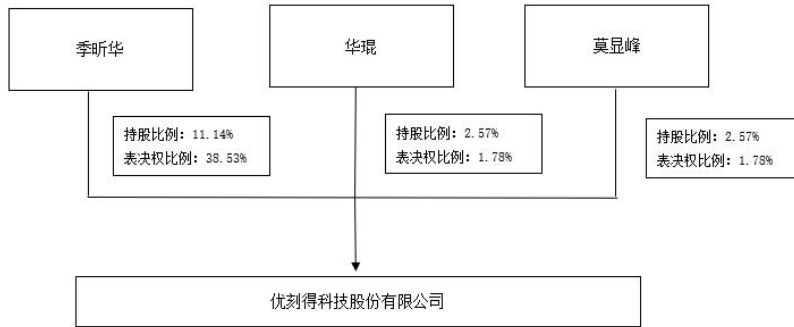 季昕华
华琨
莫显峰
持股比例：11.14%
表决权比例：38.53%
持股比例：2.57%
表决权比例：1.78%
持股比例：2.57%
表决权比例：1.78%
优刻得科技股份有限公司